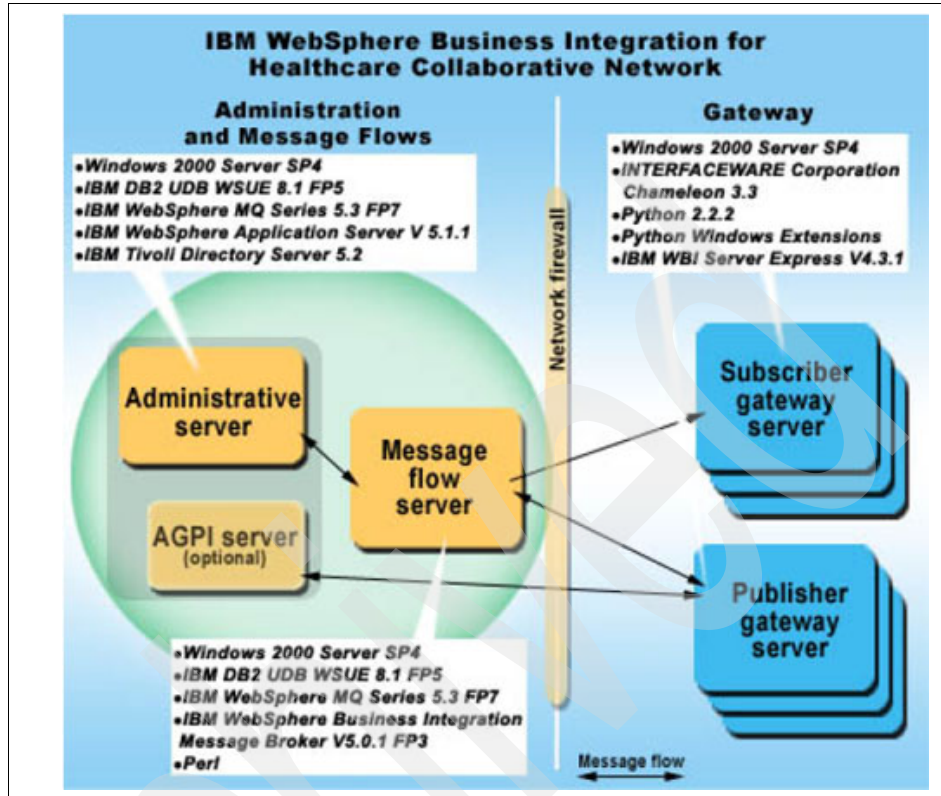 IBM WebSphere Business Integration for
Healthcare Collaborative Network
Administration
and Message Flows
•Windows 2000 Server SP4
•IBM DB2 UDB WSUE 8.1 FP5
•IBM WebSphere MQ Series 5.3 FP7
•IBM WebSphere Application Server V 5.1.1
•IBM Tivoli Directory Server 5.2
Gateway
•Windows 2000 Server SP4
•INTERFACEWARE Corporation
Chameleon 3.3
•Python 2.2.2
•Python Windows Extensions
•IBM WBI Server Express V4.3.1
Network firewall
Administrative
server
Message
flow
server
AGPI server
(optional)
Subscriber
gateway
server
Publisher
gateway
server
•Windows 2000 Server SP4
•IBM DB2 UDB WSUE 8.1 FP5
•IBM WebSphere MQ Series 5.3 FP7
•IBM WebSphere Business Integration
Message Broker V5.0.1 FP3
•Perl
Message flow